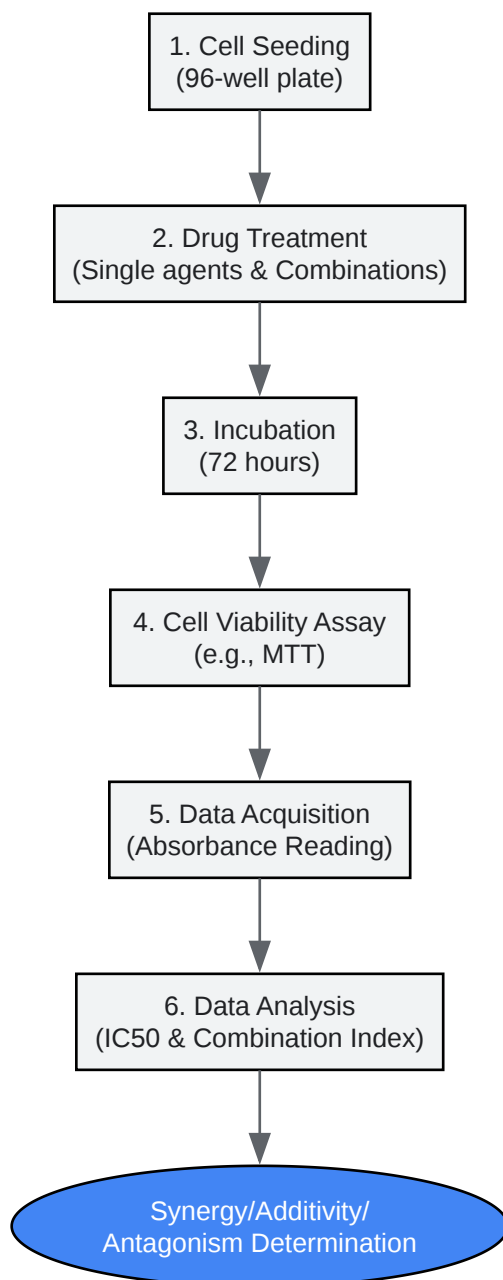 1. Cell Seeding
(96-well plate)
2. Drug Treatment
(Single agents & Combinations)
3. Incubation
(72 hours)
4. Cell Viability Assay
(e.g., MTT)
5. Data Acquisition
(Absorbance Reading)
6. Data Analysis
(IC50 & Combination Index)
Synergy/Additivity/
Antagonism Determination